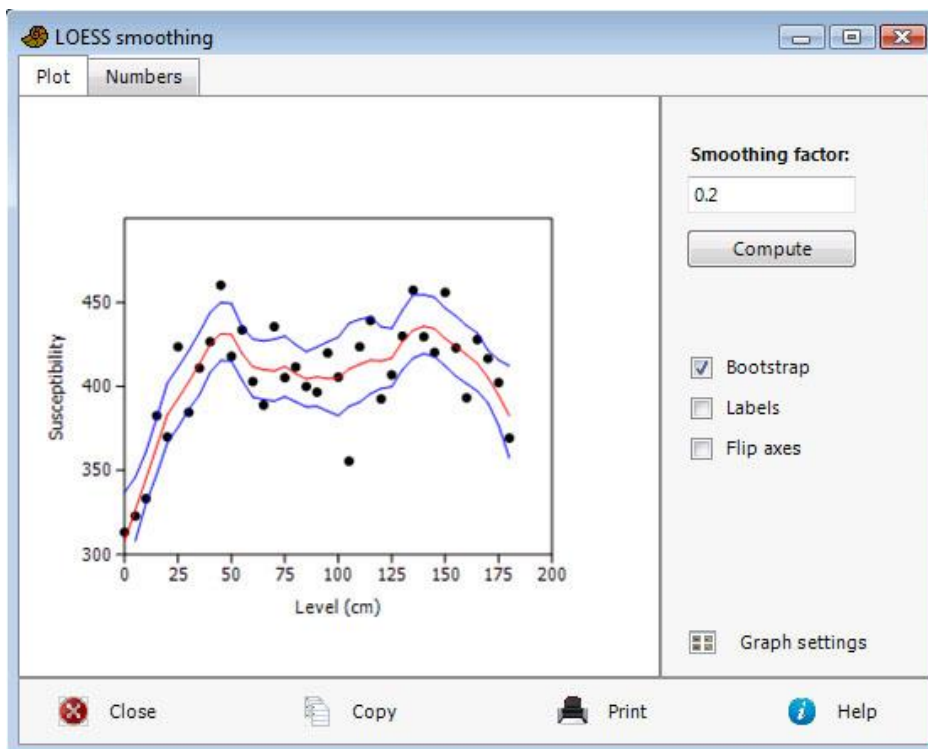 LOESS smoothing
Plot Numbers
Smoothing factor:
0.2
Compute
Bootstrap
Labels
Flip axes
Graph settings
Susceptibility
450
400
350
300
0 25 50 75 100 125 150 175 200
Level (cm)
Close Copy Print Help